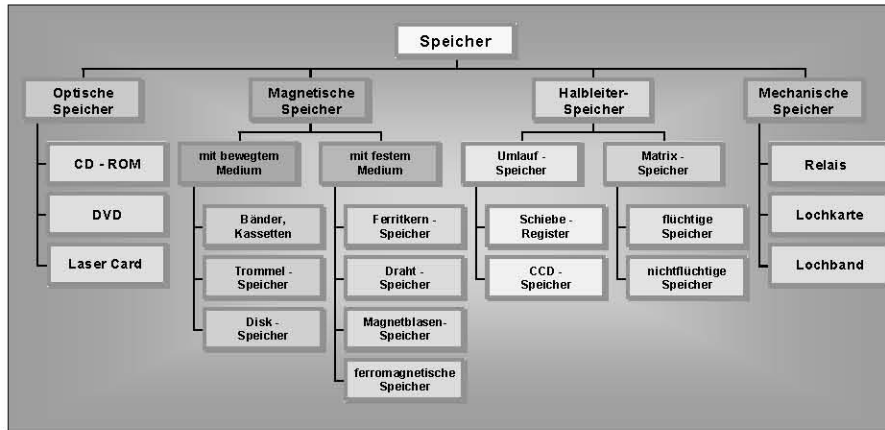 Speicher
Optische
Speicher
CD - ROM
DVD
Laser Card
Magnetische
Speicher
mit bewegtem
Medium
Bänder,
Kassetten
Trommel -
Speicher
Disk -
Speicher
mit festem
Medium
Ferritkern -
Speicher
Draht -
Speicher
Magnetblasen-
Speicher
ferromagnetische
Speicher
Halbleiter-
Speicher
Umlauf -
Speicher
Schiebe -
Register
CCD -
Speicher
Matrix -
Speicher
flüchtige
Speicher
nichtflüchtige
Speicher
Mechanische
Speicher
Relais
Lochkarte
Lochband